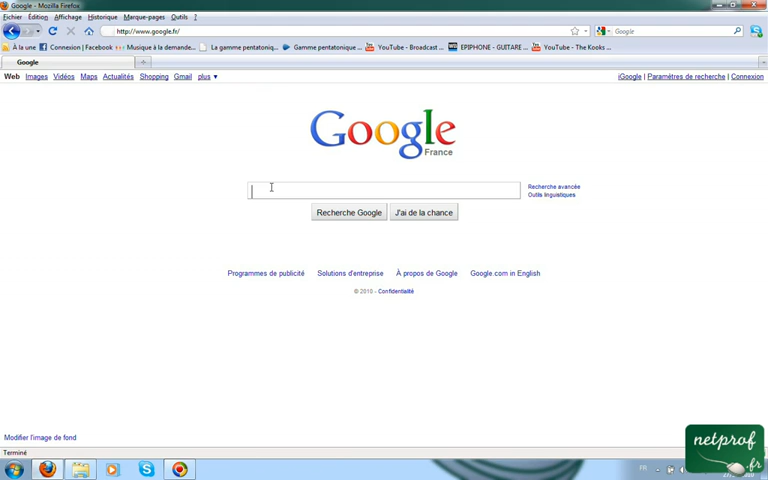 Google - Mozilla Firefox
Fichier Édition Affichage Historique Marque-pages Outils ?
http://www.google.fr/ Google
À la une Connexion | Facebook Musique à la demande... La gamme pentatoniq... Gamme pentatonique ... YouTube - Broadcast ... EPIPHONE - GUITARE ... YouTube - The Kooks ...
Google
Web Images Vidéos Maps Actualités Shopping Gmail plus ▼ iGoogle | Paramètres de recherche | Connexion
Google
France
Recherche avancée
Outils linguistiques
Recherche Google J'ai de la chance
Programmes de publicité Solutions d'entreprise À propos de Google Google.com in English
© 2010 - Confidentialité
Modifier l'image de fond
Terminé
netprof
.fr
FR